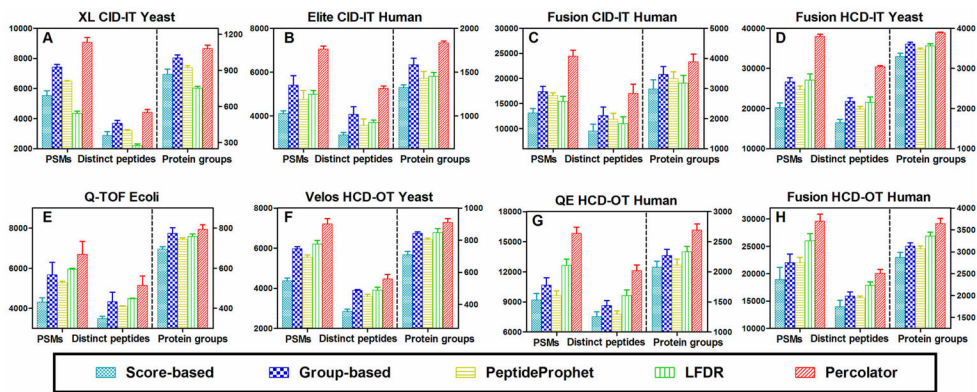 XL CID-IT Yeast
A
10000
8000
6000
4000
2000
1200
900
600
300
PSMs Distinct peptides Protein groups
Elite CID-IT Human
B
8000
6000
4000
2000
1500
1000
PSMs Distinct peptides Protein groups
Fusion CID-IT Human
C
30000
25000
20000
15000
10000
5000
4000
3000
2000
1000
PSMs Distinct peptides Protein groups
Fusion HCD-IT Yeast
D
40000
30000
20000
10000
4000
3000
2000
1000
PSMs Distinct peptides Protein groups
Q-TOF Ecoli
E
8000
6000
4000
800
600
400
PSMs Distinct peptides Protein groups
Velos HCD-OT Yeast
F
8000
6000
4000
2000
1000
800
600
400
PSMs Distinct peptides Protein groups
QE HCD-OT Human
G
18000
15000
12000
9000
6000
3000
2500
2000
1500
1000
PSMs Distinct peptides Protein groups
Fusion HCD-OT Human
H
30000
25000
20000
15000
10000
4000
3500
3000
2500
2000
1500
PSMs Distinct peptides Protein groups
Score-based Group-based PeptideProphet LFDR Percolator